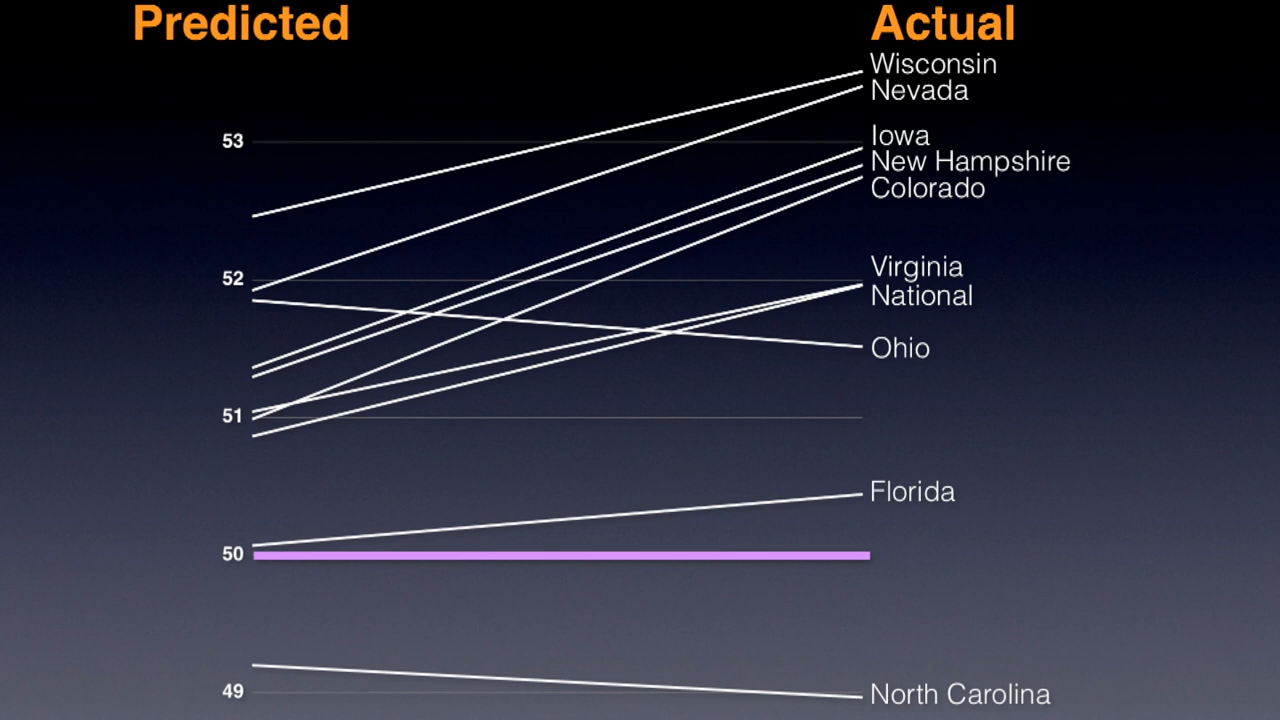 Predicted
Actual
Wisconsin
Nevada
53
Iowa
New Hampshire
Colorado
52
Virginia
National
Ohio
51
Florida
50
49
North Carolina